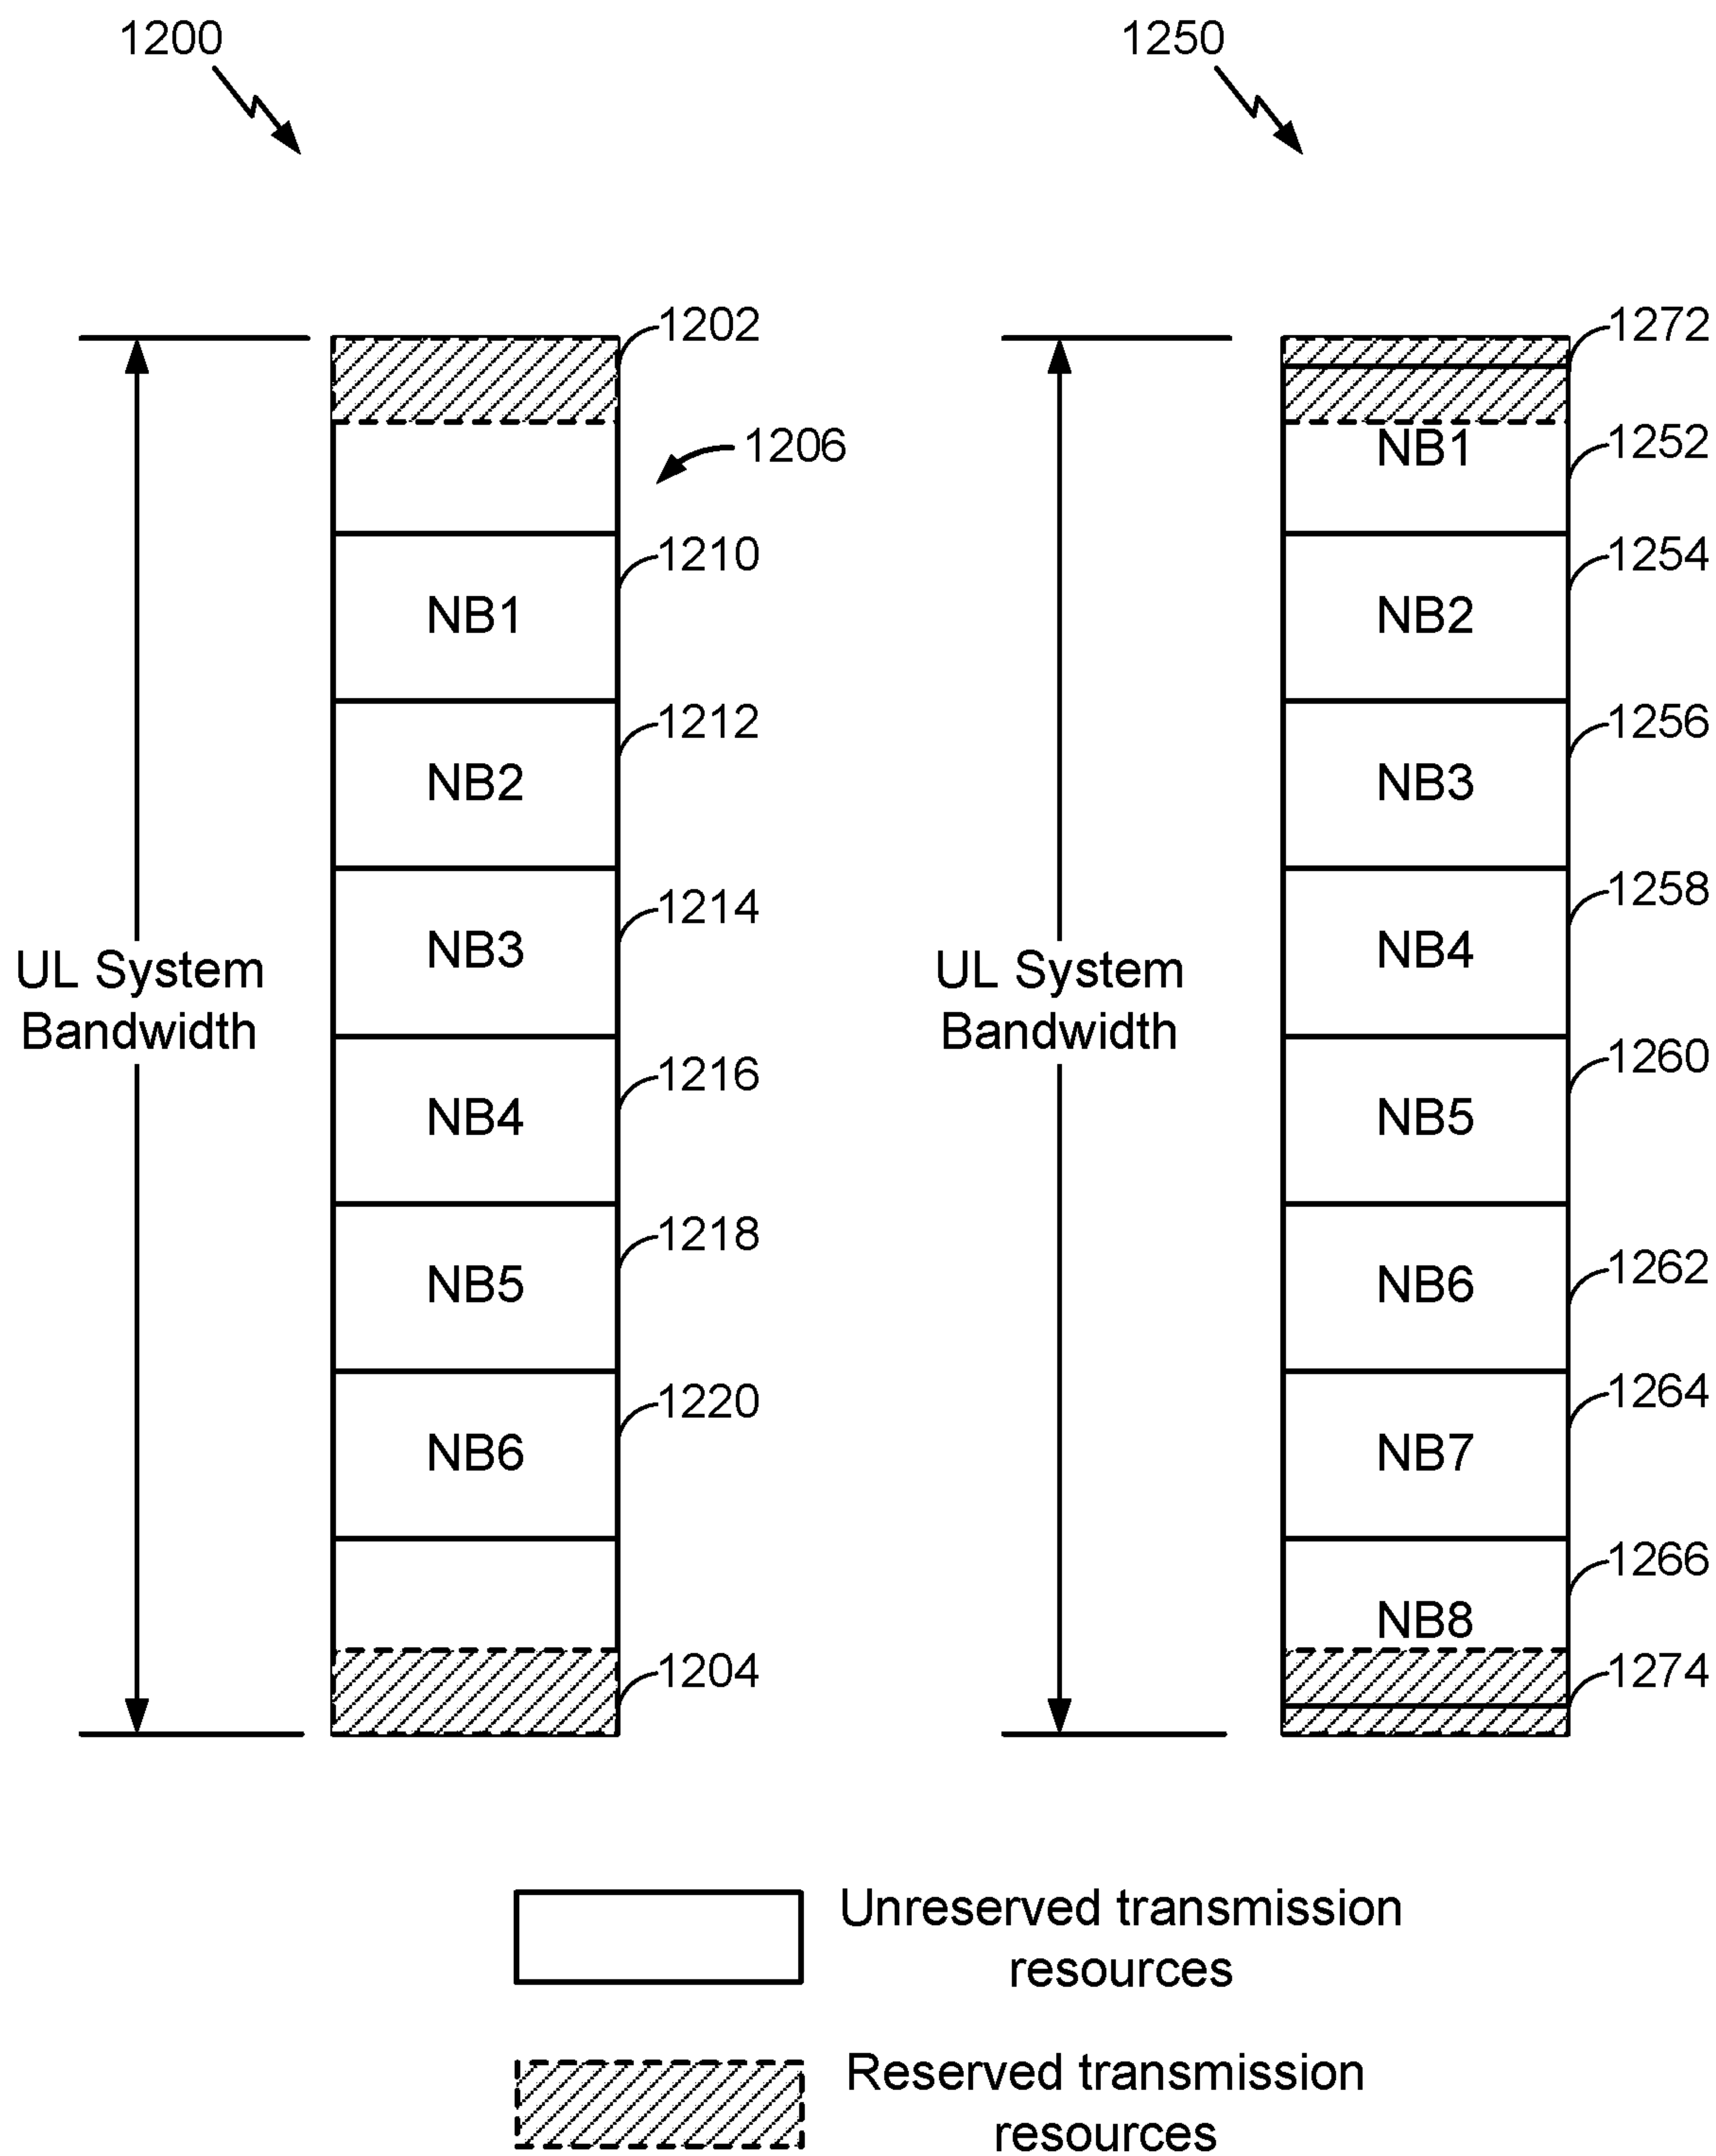 1200
1250
1202
1206
1210
NB1
1212
NB2
1214
NB3
UL System
Bandwidth
1216
NB4
1218
NB5
1220
NB6
1204
1272
NB1
1252
1254
NB2
1256
NB3
1258
NB4
UL System
Bandwidth
1260
NB5
1262
NB6
1264
NB7
1266
NB8
1274
Unreserved transmission
resources
Reserved transmission
resources